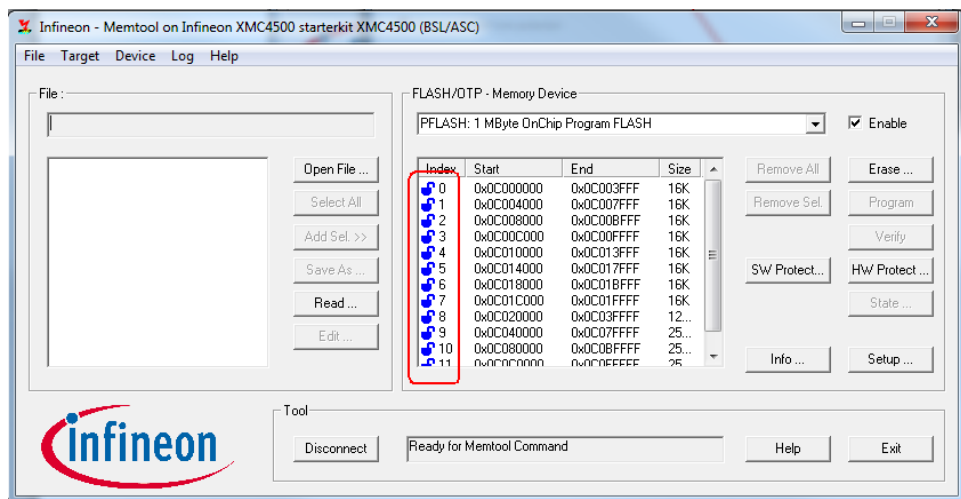 Infineon - Memtool on Infineon XMC4500 starterkit XMC4500 (BSL/ASC)
File Target Device Log Help
File :
FLASH/OTP - Memory Device
PFLASH: 1 MByte OnChip Program FLASH
Enable
Open File ...
Select All
Add Sel. >>
Save As ...
Read ...
Edit ...
Index Start End Size
0 0x0C000000 0x0C003FFF 16K
1 0x0C004000 0x0C007FFF 16K
2 0x0C008000 0x0C00BFFF 16K
3 0x0C00C000 0x0C00FFFF 16K
4 0x0C010000 0x0C013FFF 16K
5 0x0C014000 0x0C017FFF 16K
6 0x0C018000 0x0C01BFFF 16K
7 0x0C01C000 0x0C01FFFF 16K
8 0x0C020000 0x0C03FFFF 12...
9 0x0C040000 0x0C07FFFF 25...
10 0x0C080000 0x0C0BFFFF 25...
11 0x0C0C0000 0x0C0FFFFF 25...
Remove All
Erase ...
Remove Sel.
Program
Verify
SW Protect...
HW Protect ...
State ...
Info ...
Setup ...
infineon
Tool
Disconnect
Ready for Memtool Command
Help
Exit